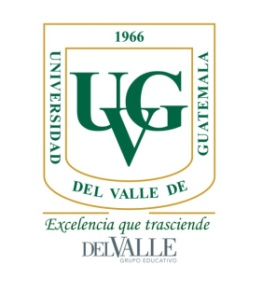 1966
UNIVERSIDAD
UVG
DEL VALLE DE
GUATEMALA
Excelencia que trasciende
DELVALLE
GRUPO EDUCATIVO